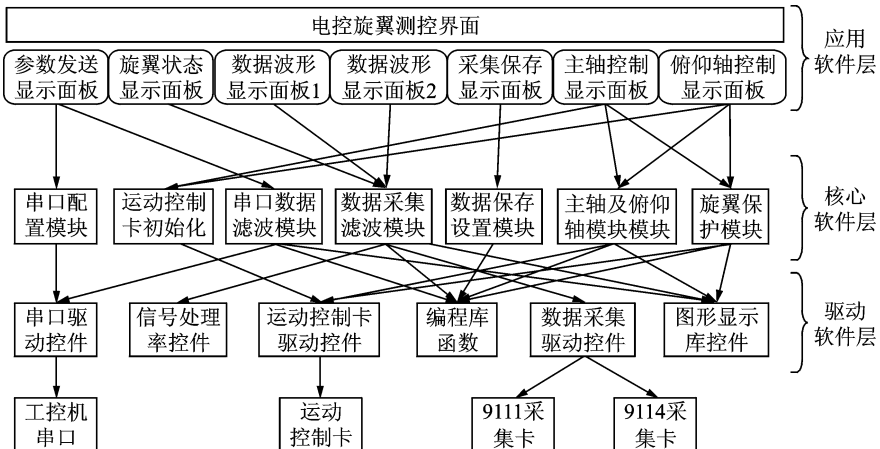 电控旋翼测控界面
应用
软件层
参数发送
显示面板
旋翼状态
显示面板
数据波形
显示面板1
数据波形
显示面板2
采集保存
显示面板
主轴控制
显示面板
俯仰轴控制
显示面板
串口配
置模块
运动控制
卡初始化
串口数据
滤波模块
数据采集
滤波模块
数据保存
设置模块
主轴及俯仰
轴模块模块
旋翼保
护模块
核心
软件层
串口驱
动控件
信号处理
率控件
运动控制卡
驱动控件
编程库
函数
数据采集
驱动控件
图形显示
库控件
驱动
软件层
工控机
串口
运动
控制卡
9111采
集卡
9114采
集卡